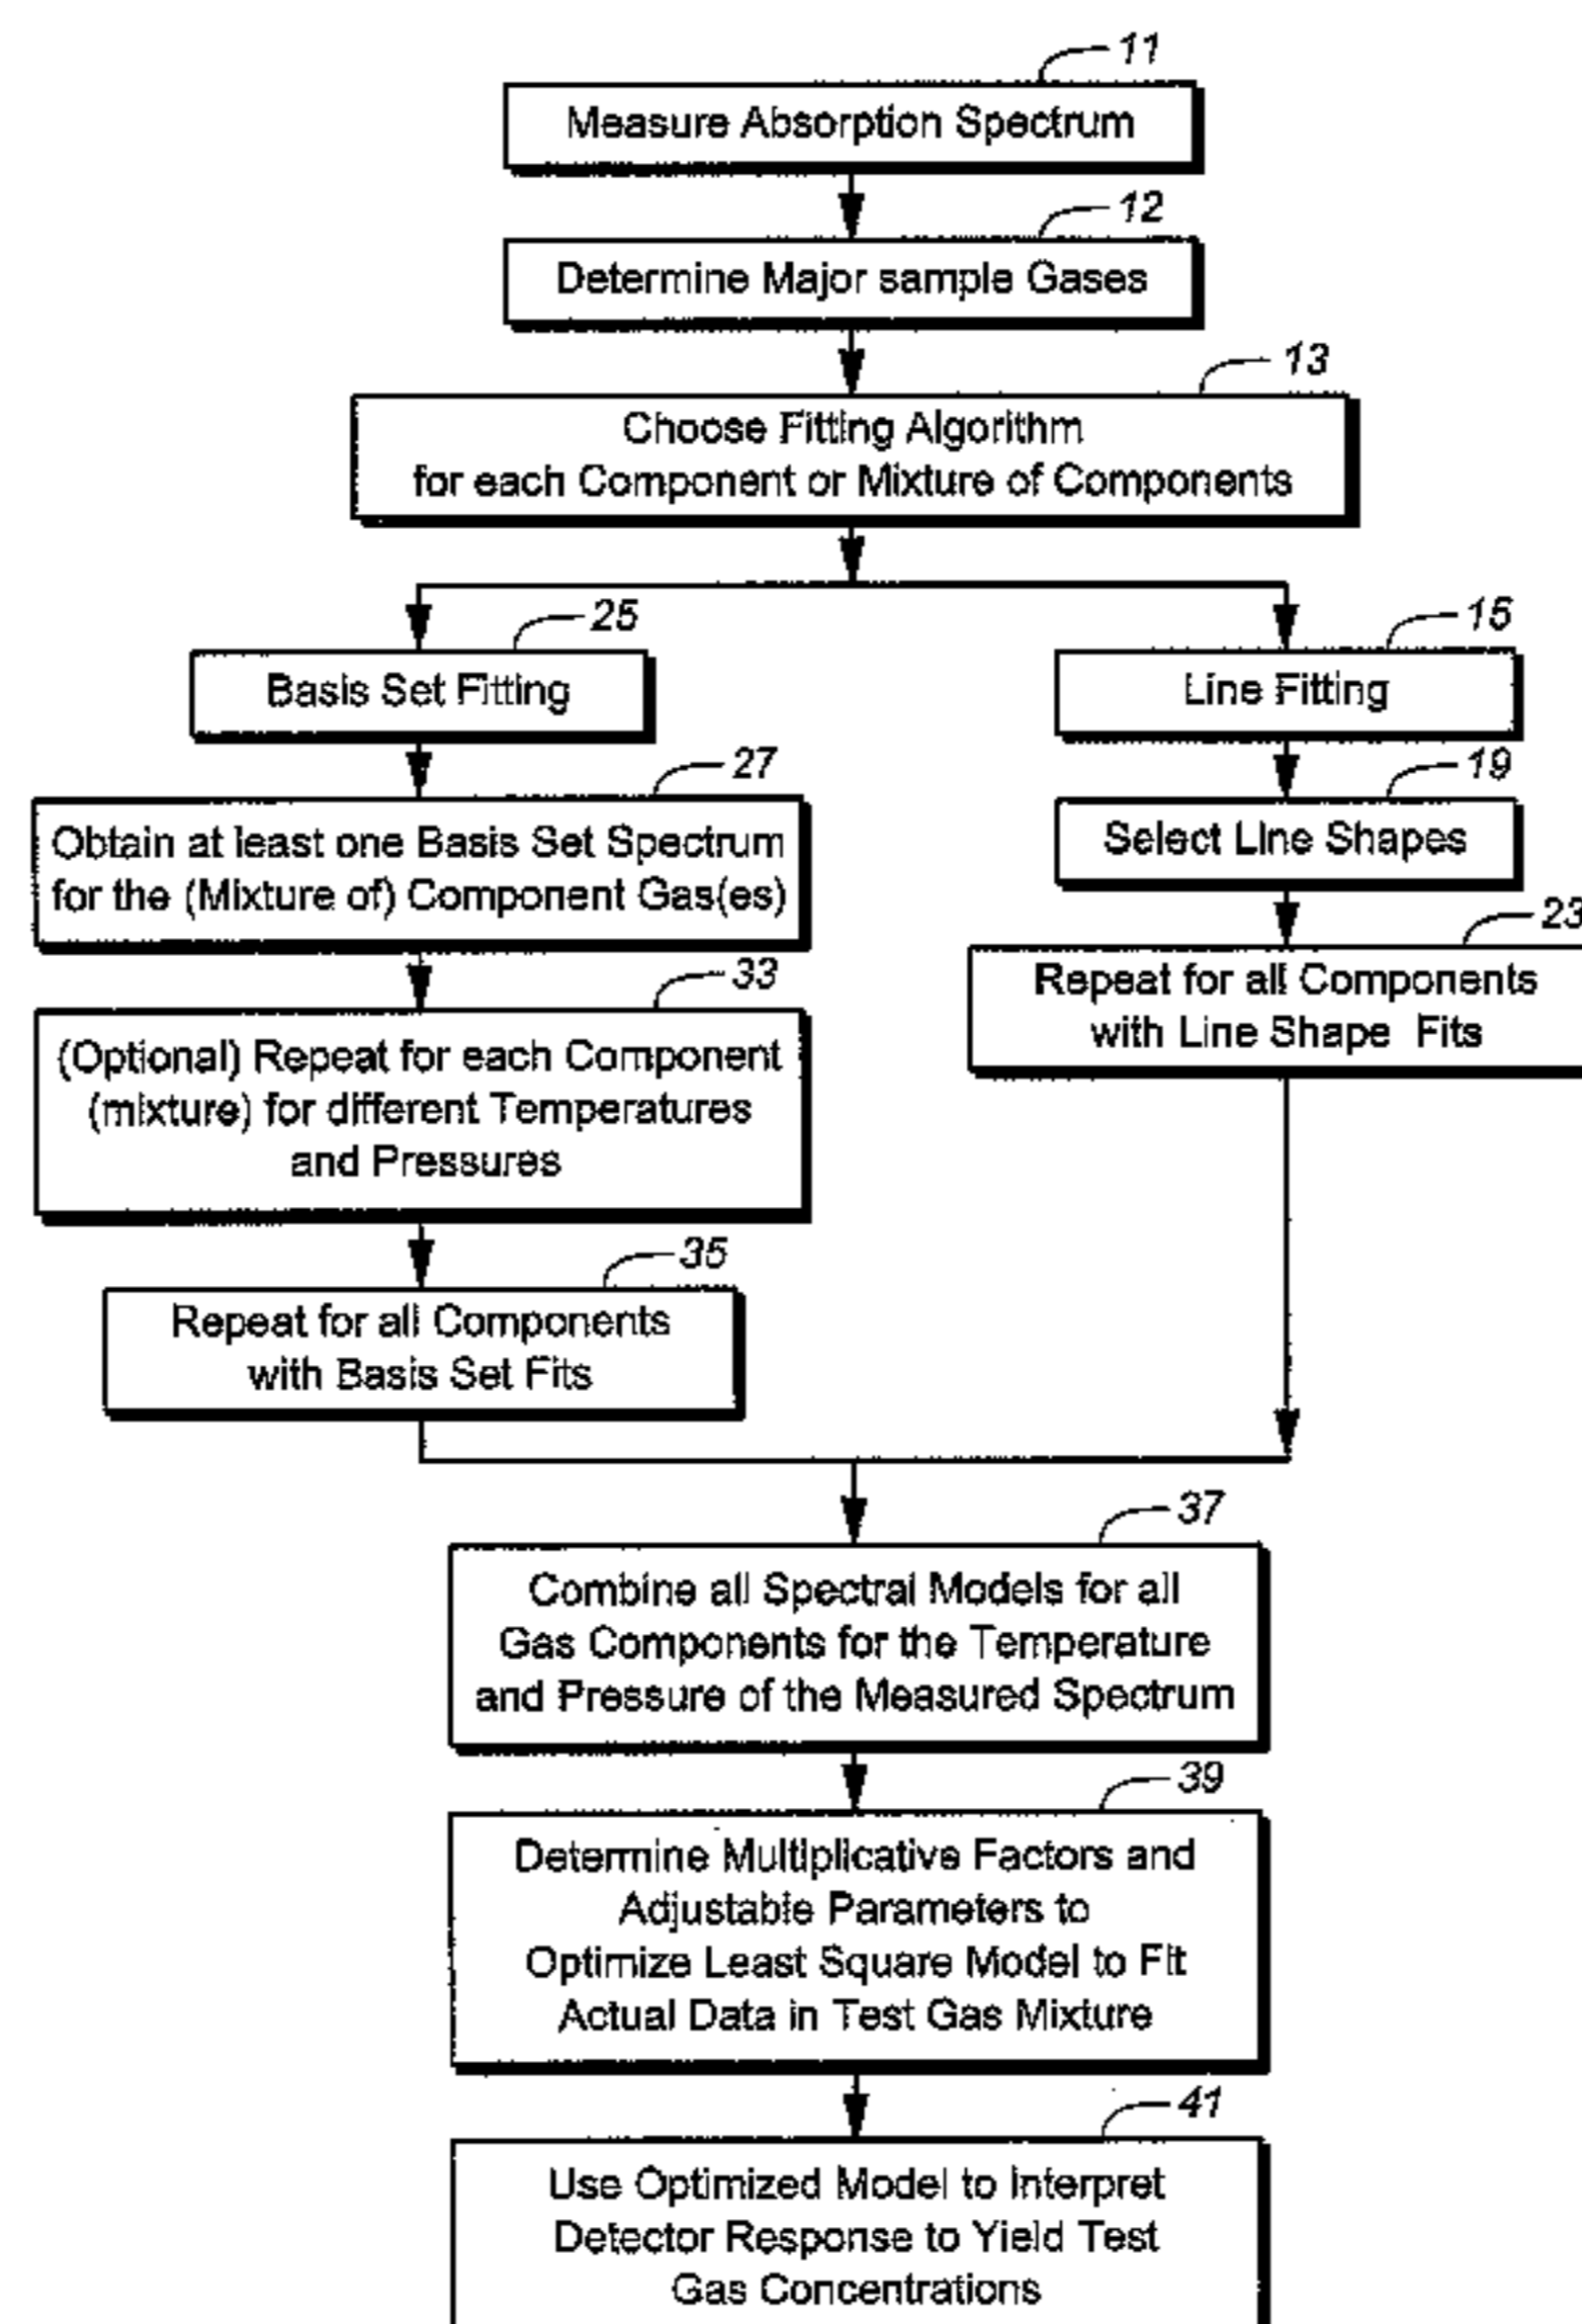 11
Measure Absorption Spectrum
12
Determine Major sample Gases
13
Choose Fitting Algorithm
for each Component or Mixture of Components
25
Basis Set Fitting
15
Line Fitting
27
Obtain at least one Basis Set Spectrum
for the (Mixture of) Component Gas(es)
19
Select Line Shapes
23
Repeat for all Components
with Line Shape Fits
33
(Optional) Repeat for each Component
(mixture) for different Temperatures
and Pressures
35
Repeat for all Components
with Basis Set Fits
37
Combine all Spectral Models for all
Gas Components for the Temperature
and Pressure of the Measured Spectrum
39
Determine Multiplicative Factors and
Adjustable Parameters to
Optimize Least Square Model to Fit
Actual Data in Test Gas Mixture
41
Use Optimized Model to Interpret
Detector Response to Yield Test
Gas Concentrations